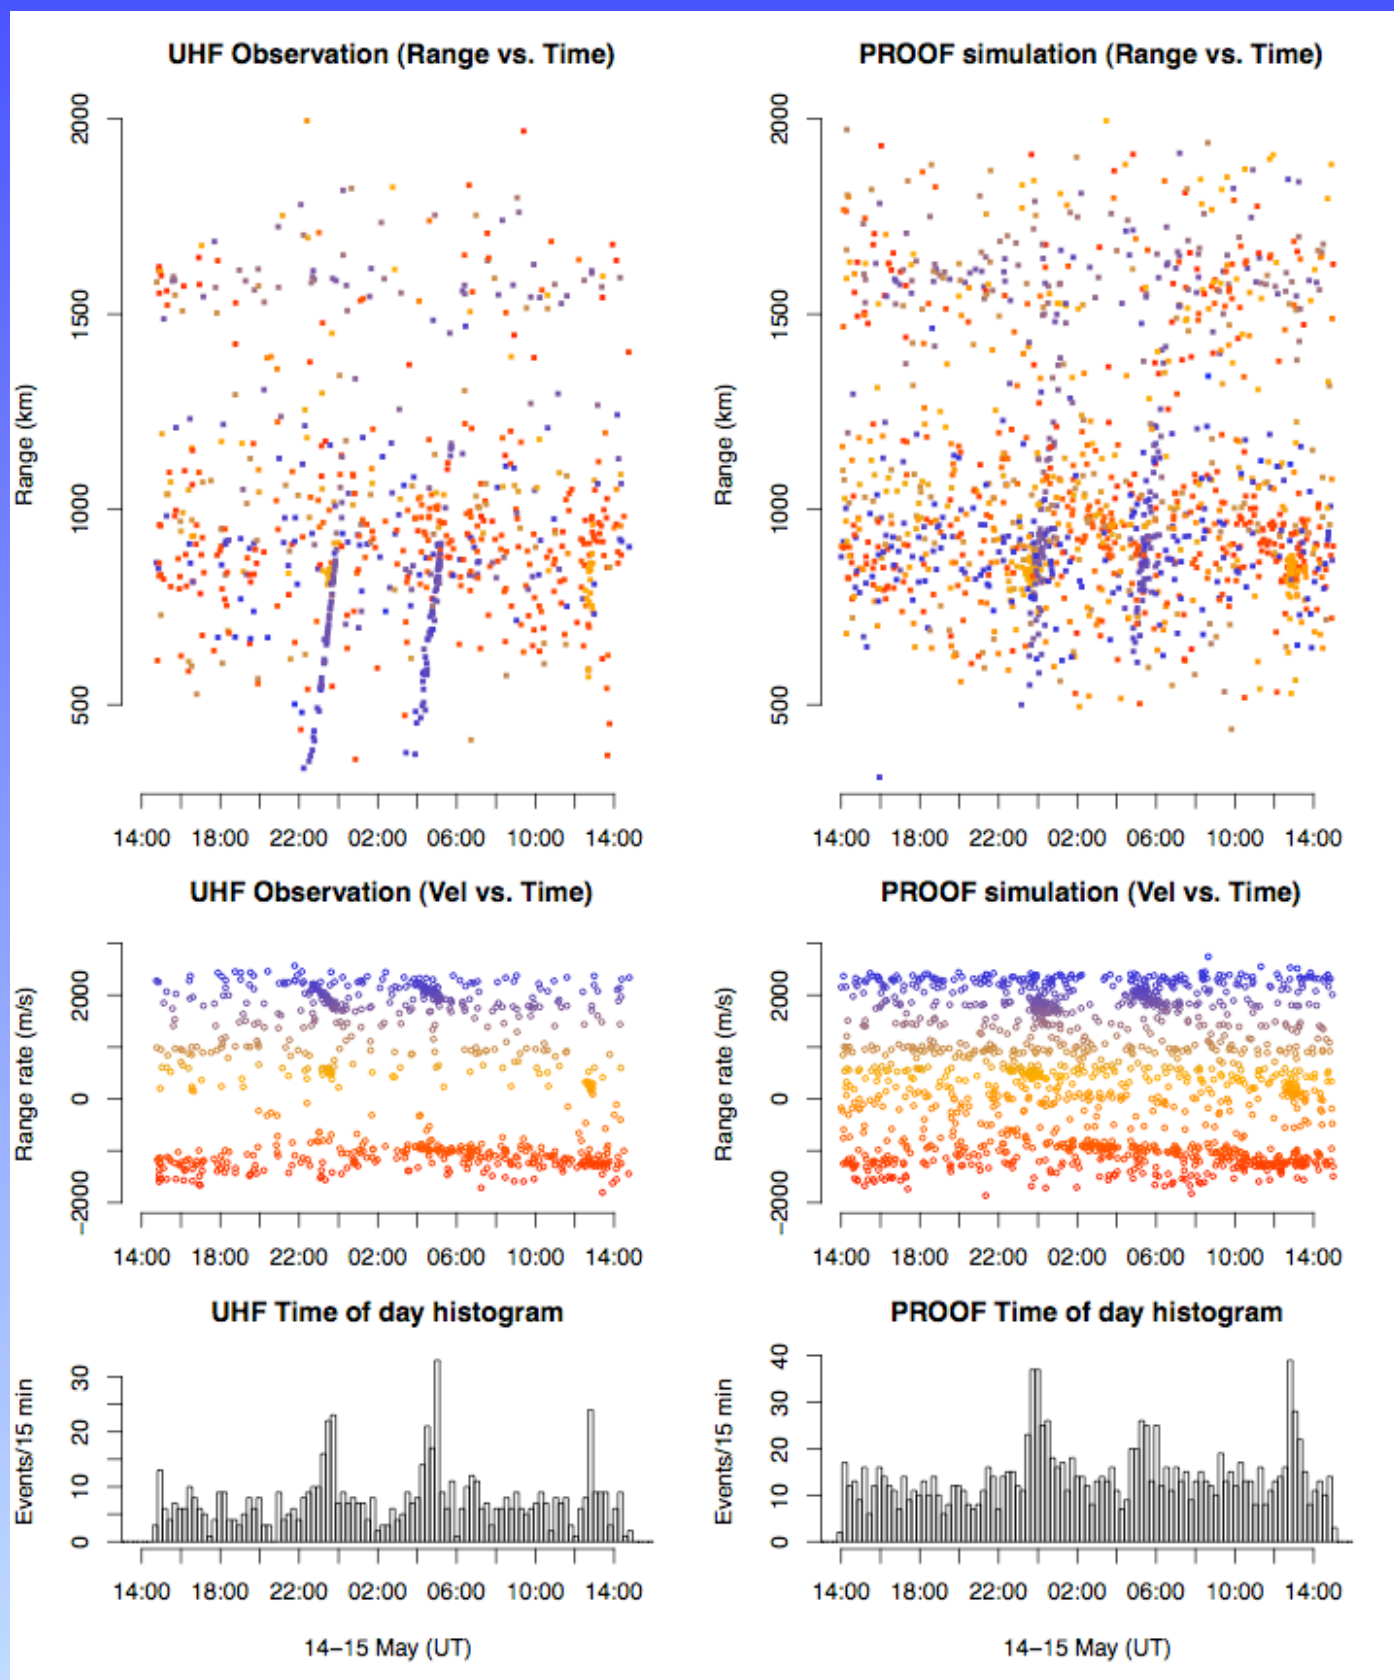 UHF Observation (Range vs. Time)
PROOF simulation (Range vs. Time)
Range (km)
2000
1500
1000
500
14:00 18:00 22:00 02:00 06:00 10:00 14:00
Range (km)
2000
1500
1000
500
14:00 18:00 22:00 02:00 06:00 10:00 14:00
UHF Observation (Vel vs. Time)
PROOF simulation (Vel vs. Time)
Range rate (m/s)
2000
0
−2000
14:00 18:00 22:00 02:00 06:00 10:00 14:00
Range rate (m/s)
2000
0
−2000
14:00 18:00 22:00 02:00 06:00 10:00 14:00
UHF Time of day histogram
PROOF Time of day histogram
Events/15 min
30
20
10
0
14:00 18:00 22:00 02:00 06:00 10:00 14:00
14−15 May (UT)
Events/15 min
40
30
20
10
0
14:00 18:00 22:00 02:00 06:00 10:00 14:00
14−15 May (UT)